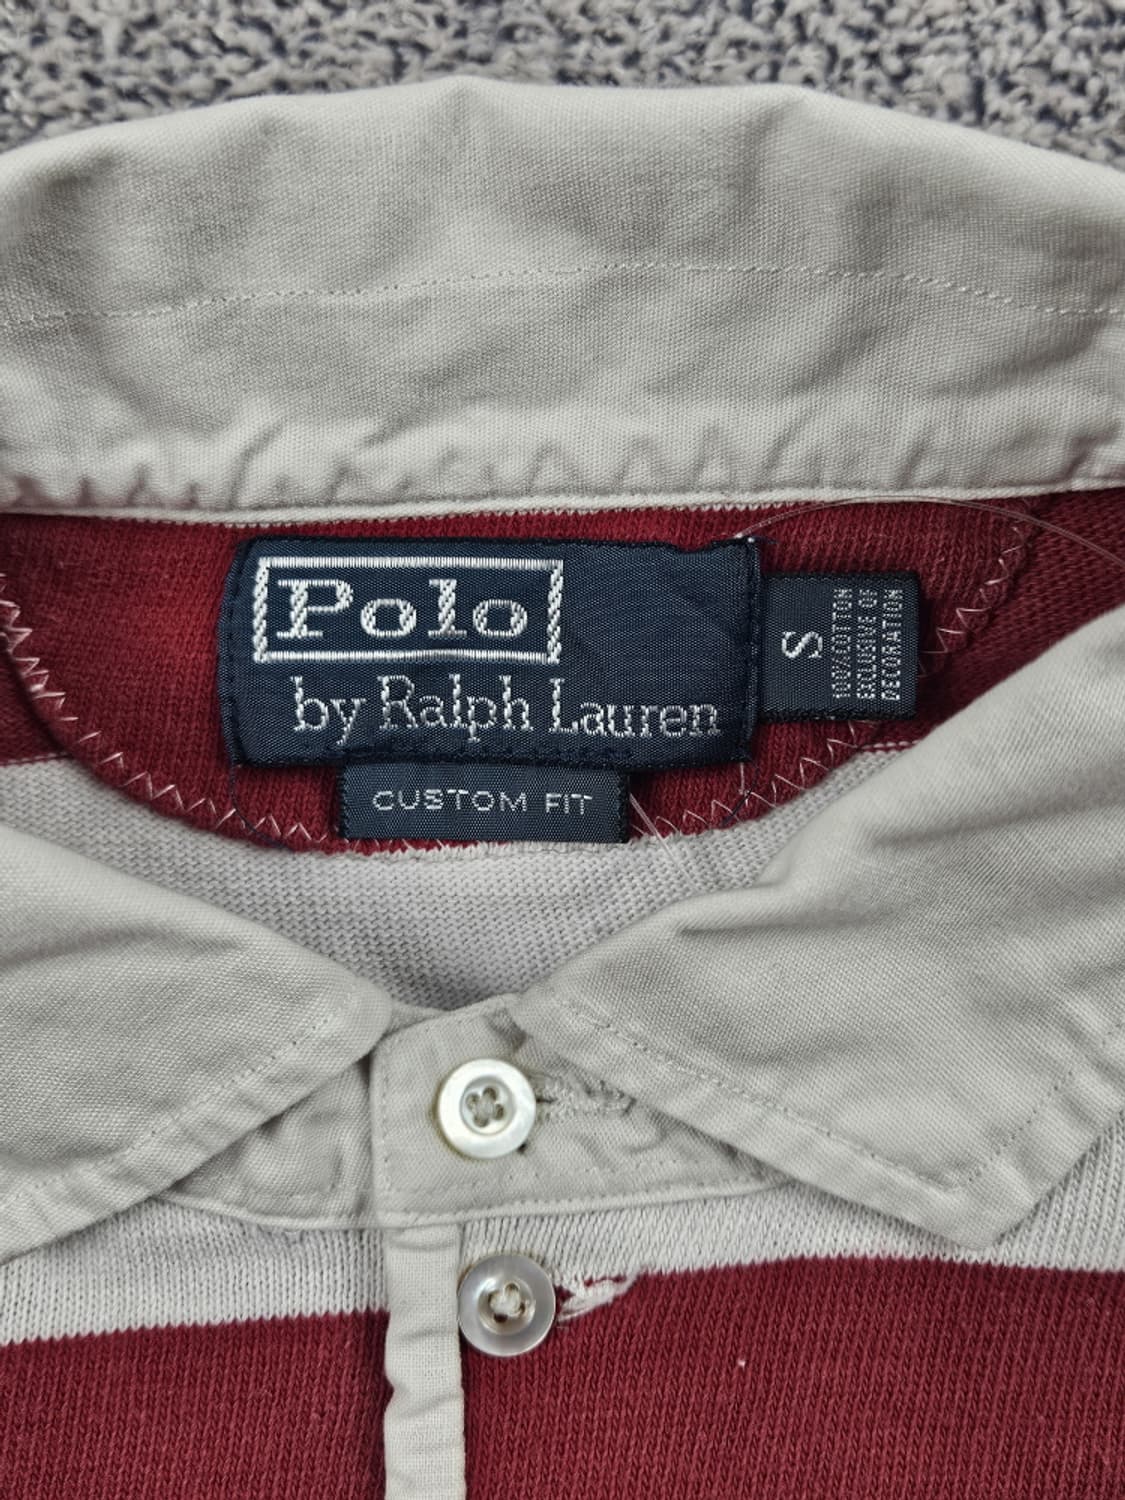 Polo
by Ralph Lauren
CUSTOM FIT
S
100% COTTON
EXCLUSIVE OF
DECORATION